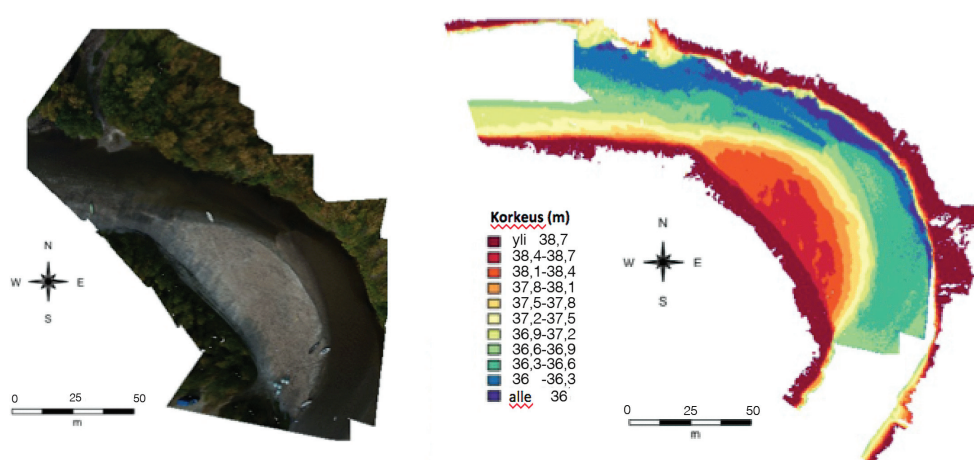 N
W E
S
0 25 50
m
Korkeus (m)
yli 38,7
38,4-38,7
38,1-38,4
37,8-38,1
37,5-37,8
37,2-37,5
36,9-37,2
36,6-36,9
36,3-36,6
36 -36,3
alle 36
N
W E
S
0 25 50
m